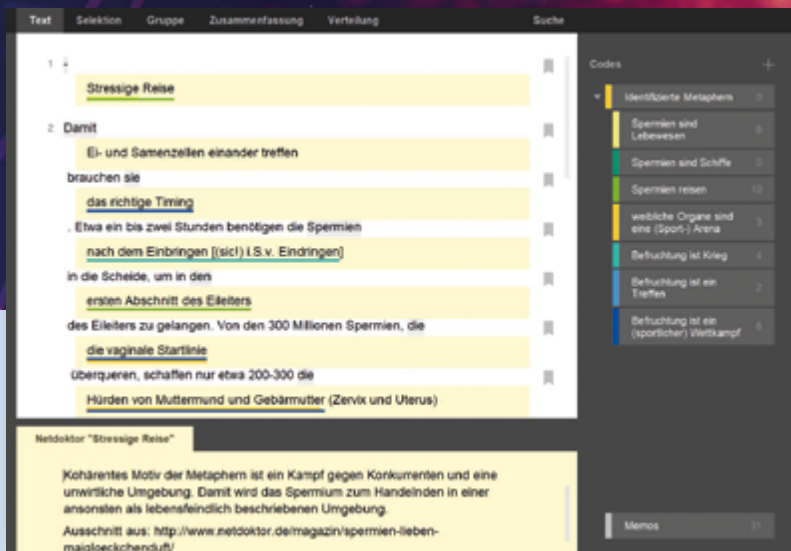 Text Selektion Gruppe Zusammenfassung Verteilung Suche
1
Stressige Reise
2 Damit
Ei- und Samenzellen einander treffen
brauchen sie
das richtige Timing
. Etwa ein bis zwei Stunden benötigen die Spermien
nach dem Einbringen [(sic!) i.S.v. Eindringen]
in die Scheide, um in den
ersten Abschnitt des Eileiters
des Eileiters zu gelangen. Von den 300 Millionen Spermien, die
die vaginale Startlinie
überqueren, schaffen nur etwa 200-300 die
Hürden von Muttermund und Gebärmutter (Zervix und Uterus)
Netdoktor "Stressige Reise"
Kohärentes Motiv der Metaphern ist ein Kampf gegen Konkurrenten und eine
unwirtliche Umgebung. Damit wird das Spermium zum Handelnden in einer
ansonsten als lebensfeindlich beschriebenen Umgebung.
Ausschnitt aus: http://www.netdoktor.de/magazin/spermien-lieben-
maigloeckchenduft/
Codes +
Identifizierte Metaphern 0
Spermien sind
Lebewesen
Spermien sind Schiffe 0
Spermien reisen
weibliche Organe sind
eine (Sport-) Arena 3
Befruchtung ist Krieg 4
Befruchtung ist ein
Treffen 2
Befruchtung ist ein
(sportlicher) Wettkampf
Memos 31